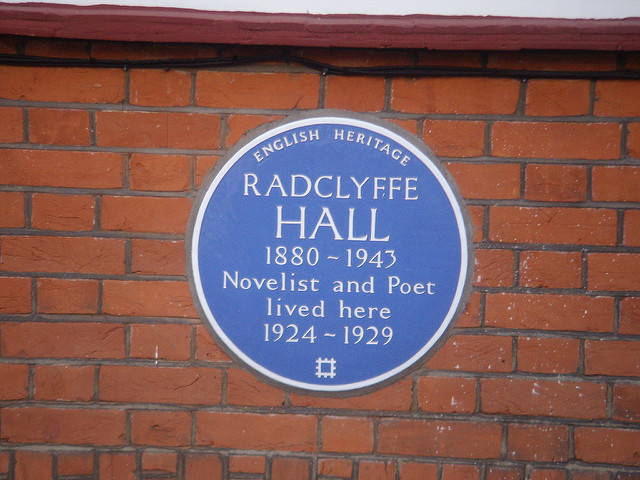 ENGLISH HERITAGE
RADCLYFFE
HALL
1880 ~ 1943
Novelist and Poet
lived here
1924 ~ 1929